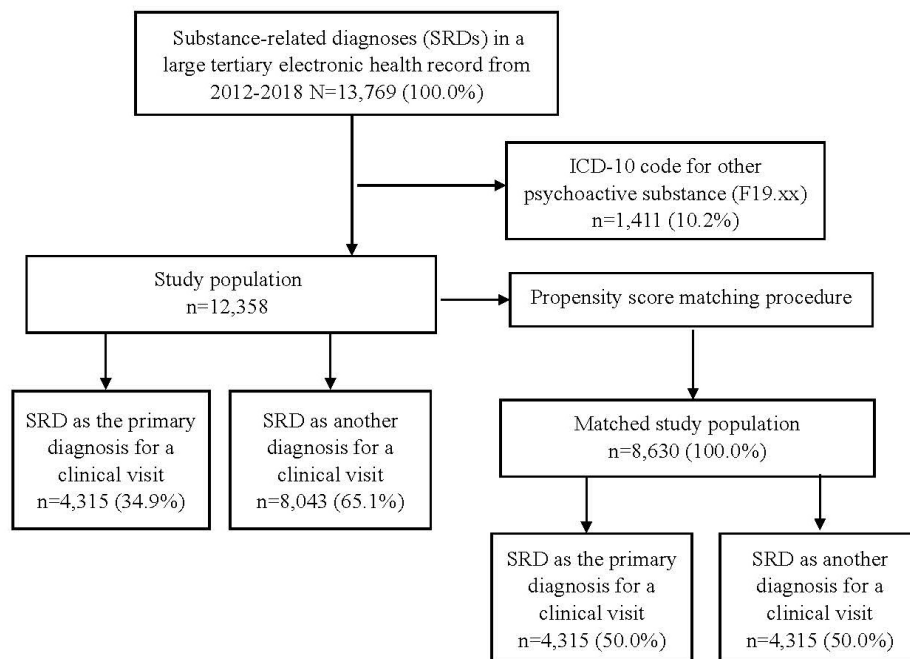 Substance-related diagnoses (SRDs) in a
large tertiary electronic health record from
2012-2018 N=13,769 (100.0%)
ICD-10 code for other
psychoactive substance (F19.xx)
n=1,411 (10.2%)
Study population
n=12,358
Propensity score matching procedure
SRD as the primary
diagnosis for a
clinical visit
n=4,315 (34.9%)
SRD as another
diagnosis for a
clinical visit
n=8,043 (65.1%)
Matched study population
n=8,630 (100.0%)
SRD as the primary
diagnosis for a
clinical visit
n=4,315 (50.0%)
SRD as another
diagnosis for a
clinical visit
n=4,315 (50.0%)